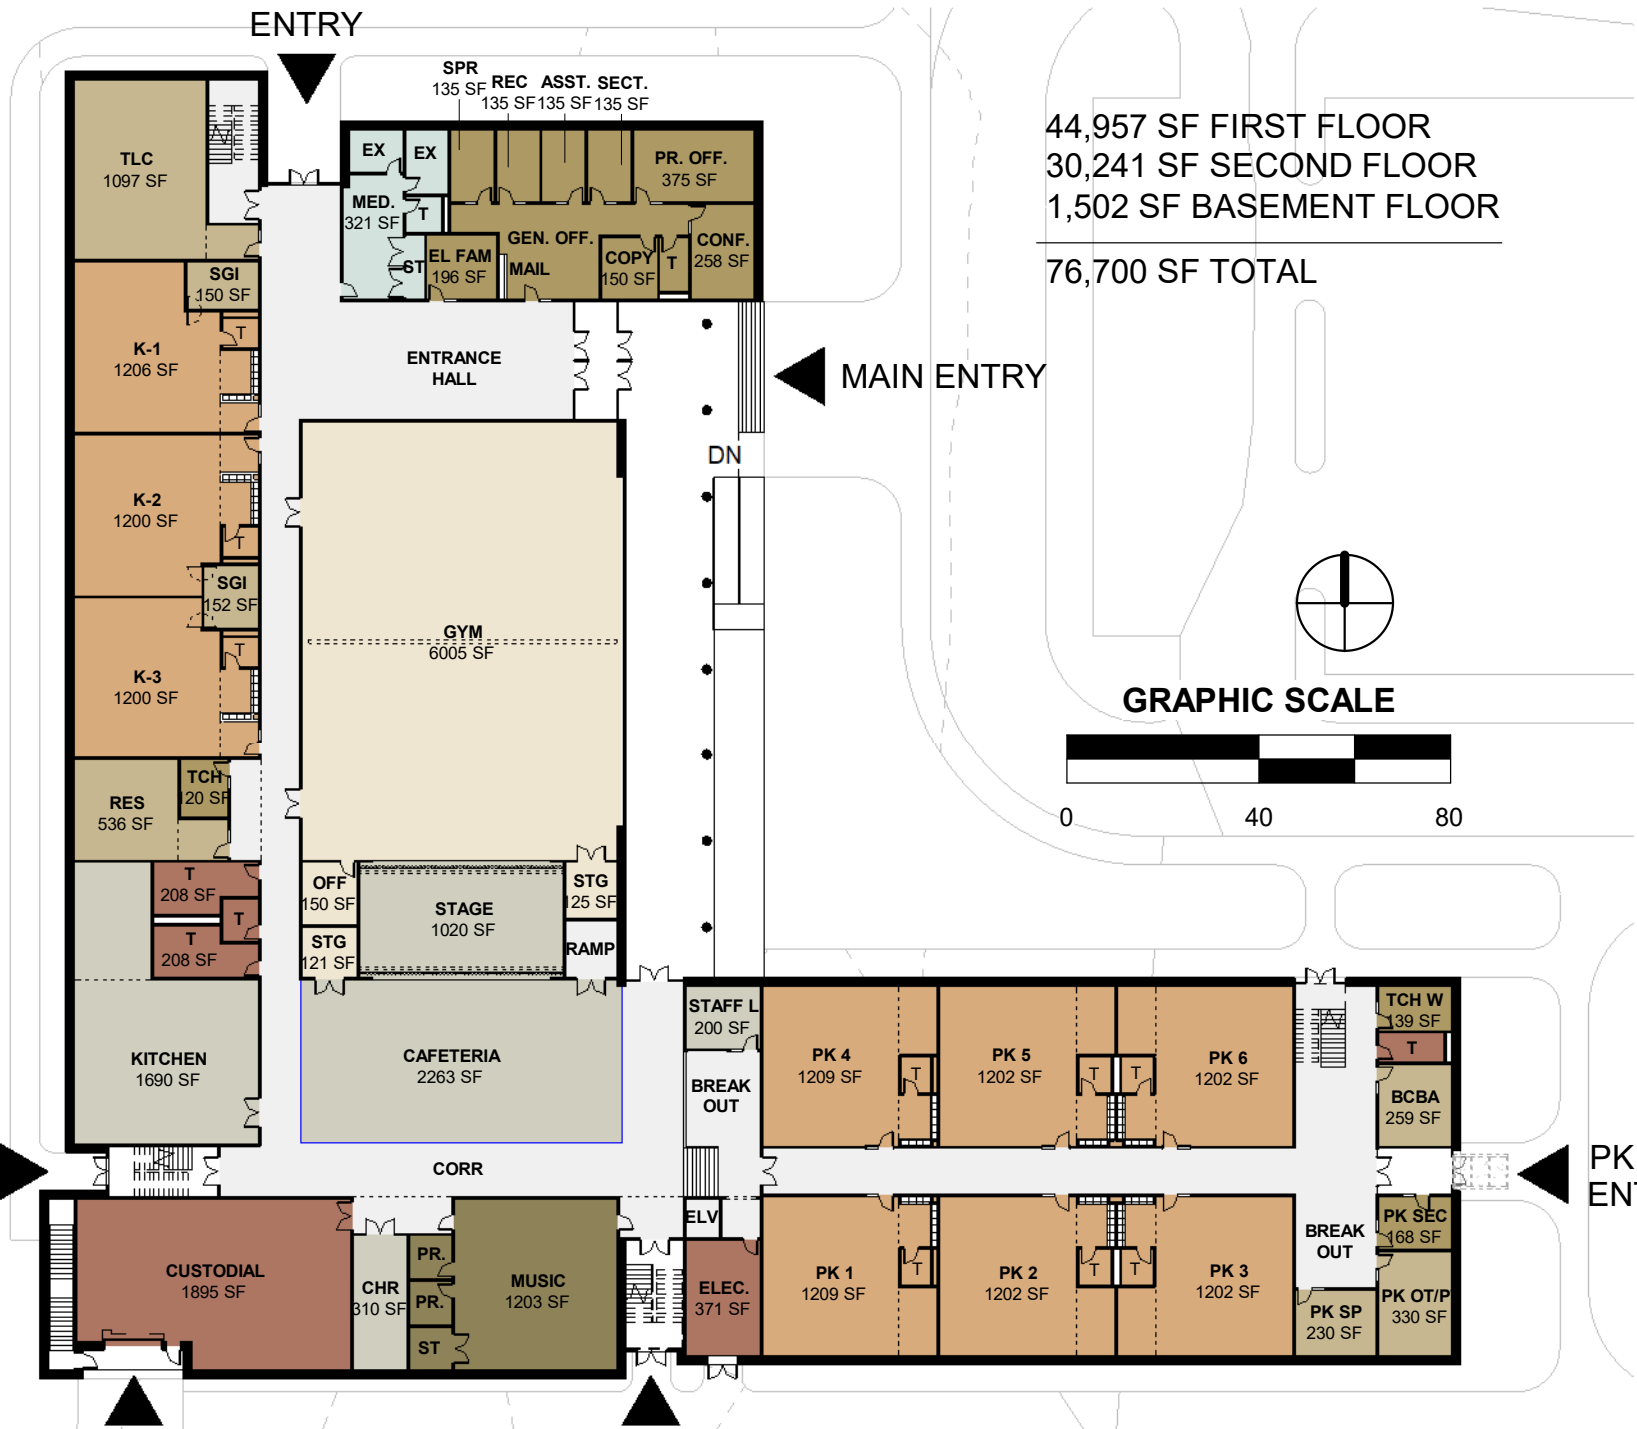 ENTRY
SPR
135 SF
REC
135 SF
ASST.
135 SF
SECT.
135 SF
44,957 SF FIRST FLOOR
30,241 SF SECOND FLOOR
1,502 SF BASEMENT FLOOR
76,700 SF TOTAL
TLC
1097 SF
EX
EX
PR. OFF.
375 SF
MED.
321 SF
T
GEN. OFF.
CONF.
258 SF
EL FAM
196 SF
MAIL
COPY
150 SF
T
ST
SGI
150 SF
T
K-1
1206 SF
ENTRANCE
HALL
MAIN ENTRY
DN
K-2
1200 SF
T
SGI
152 SF
GYM
6005 SF
T
K-3
1200 SF
GRAPHIC SCALE
0 40 80
TCH
120 SF
RES
536 SF
T
208 SF
T
T
208 SF
OFF
150 SF
STG
121 SF
STAGE
1020 SF
STG
125 SF
RAMP
KITCHEN
1690 SF
CAFETERIA
2263 SF
STAFF L
200 SF
BREAK
OUT
PK 4
1209 SF
T
PK 5
1202 SF
T
T
PK 6
1202 SF
TCH W
139 SF
T
BCBA
259 SF
CORR
PK
ENT
ELV
CUSTODIAL
1895 SF
CHR
310 SF
PR.
PR.
ST
MUSIC
1203 SF
ELEC.
371 SF
PK 1
1209 SF
T
PK 2
1202 SF
T
T
PK 3
1202 SF
BREAK
OUT
PK SEC
168 SF
PK SP
230 SF
PK OT/P
330 SF